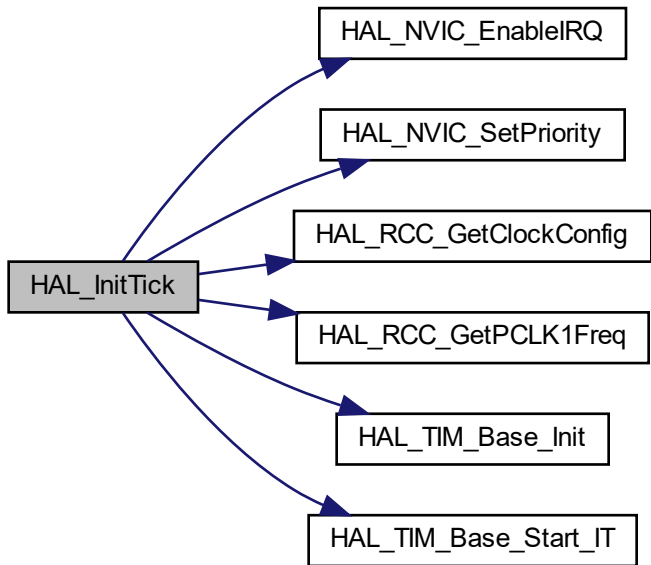 HAL_NVIC_EnableIRQ
HAL_NVIC_SetPriority
HAL_RCC_GetClockConfig
HAL_InitTick
HAL_RCC_GetPCLK1Freq
HAL_TIM_Base_Init
HAL_TIM_Base_Start_IT